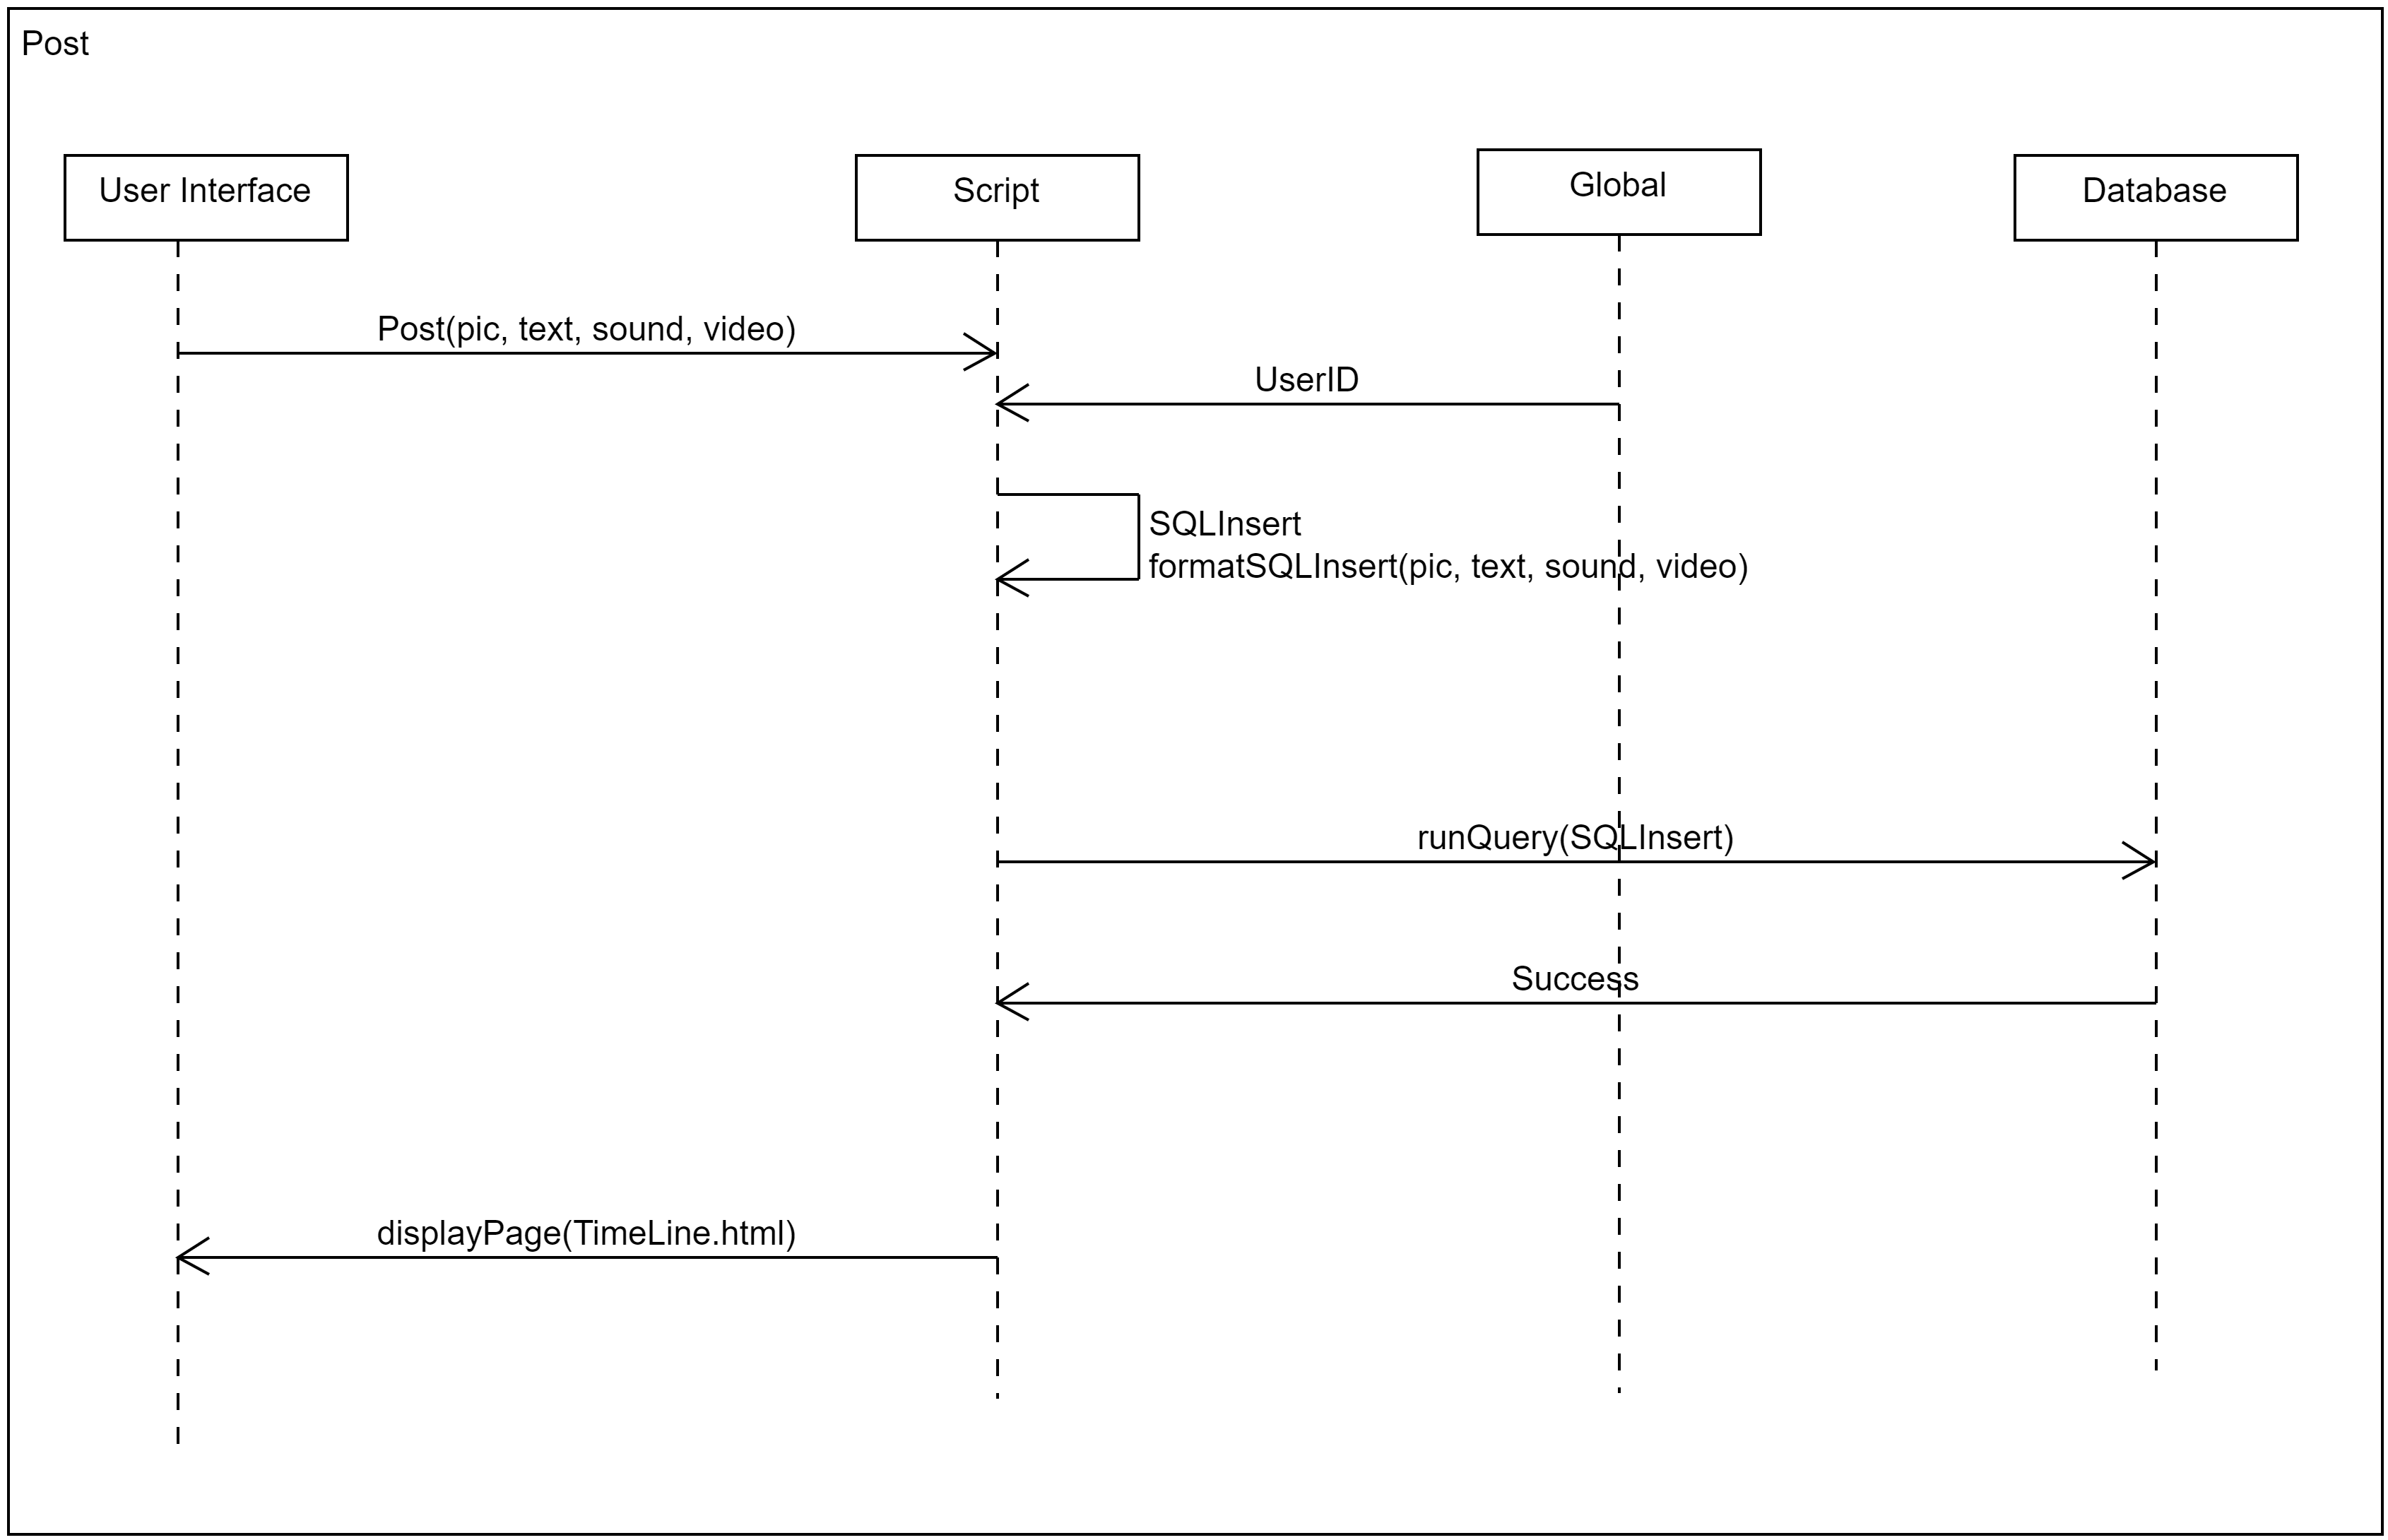 Post
User Interface
Script
Global
Database
Post(pic, text, sound, video)
UserID
SQLInsert
formatSQLInsert(pic, text, sound, video)
runQuery(SQLInsert)
Success
displayPage(TimeLine.html)